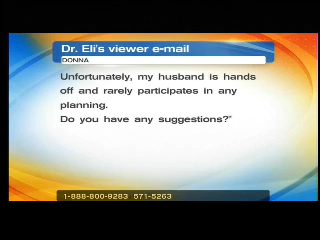 Dr. Eli's viewer e-mail
DONNA
Unfortunately, my husband is hands
off and rarely participates in any
planning.
Do you have any suggestions?"
1-888-800-9283 571-5263